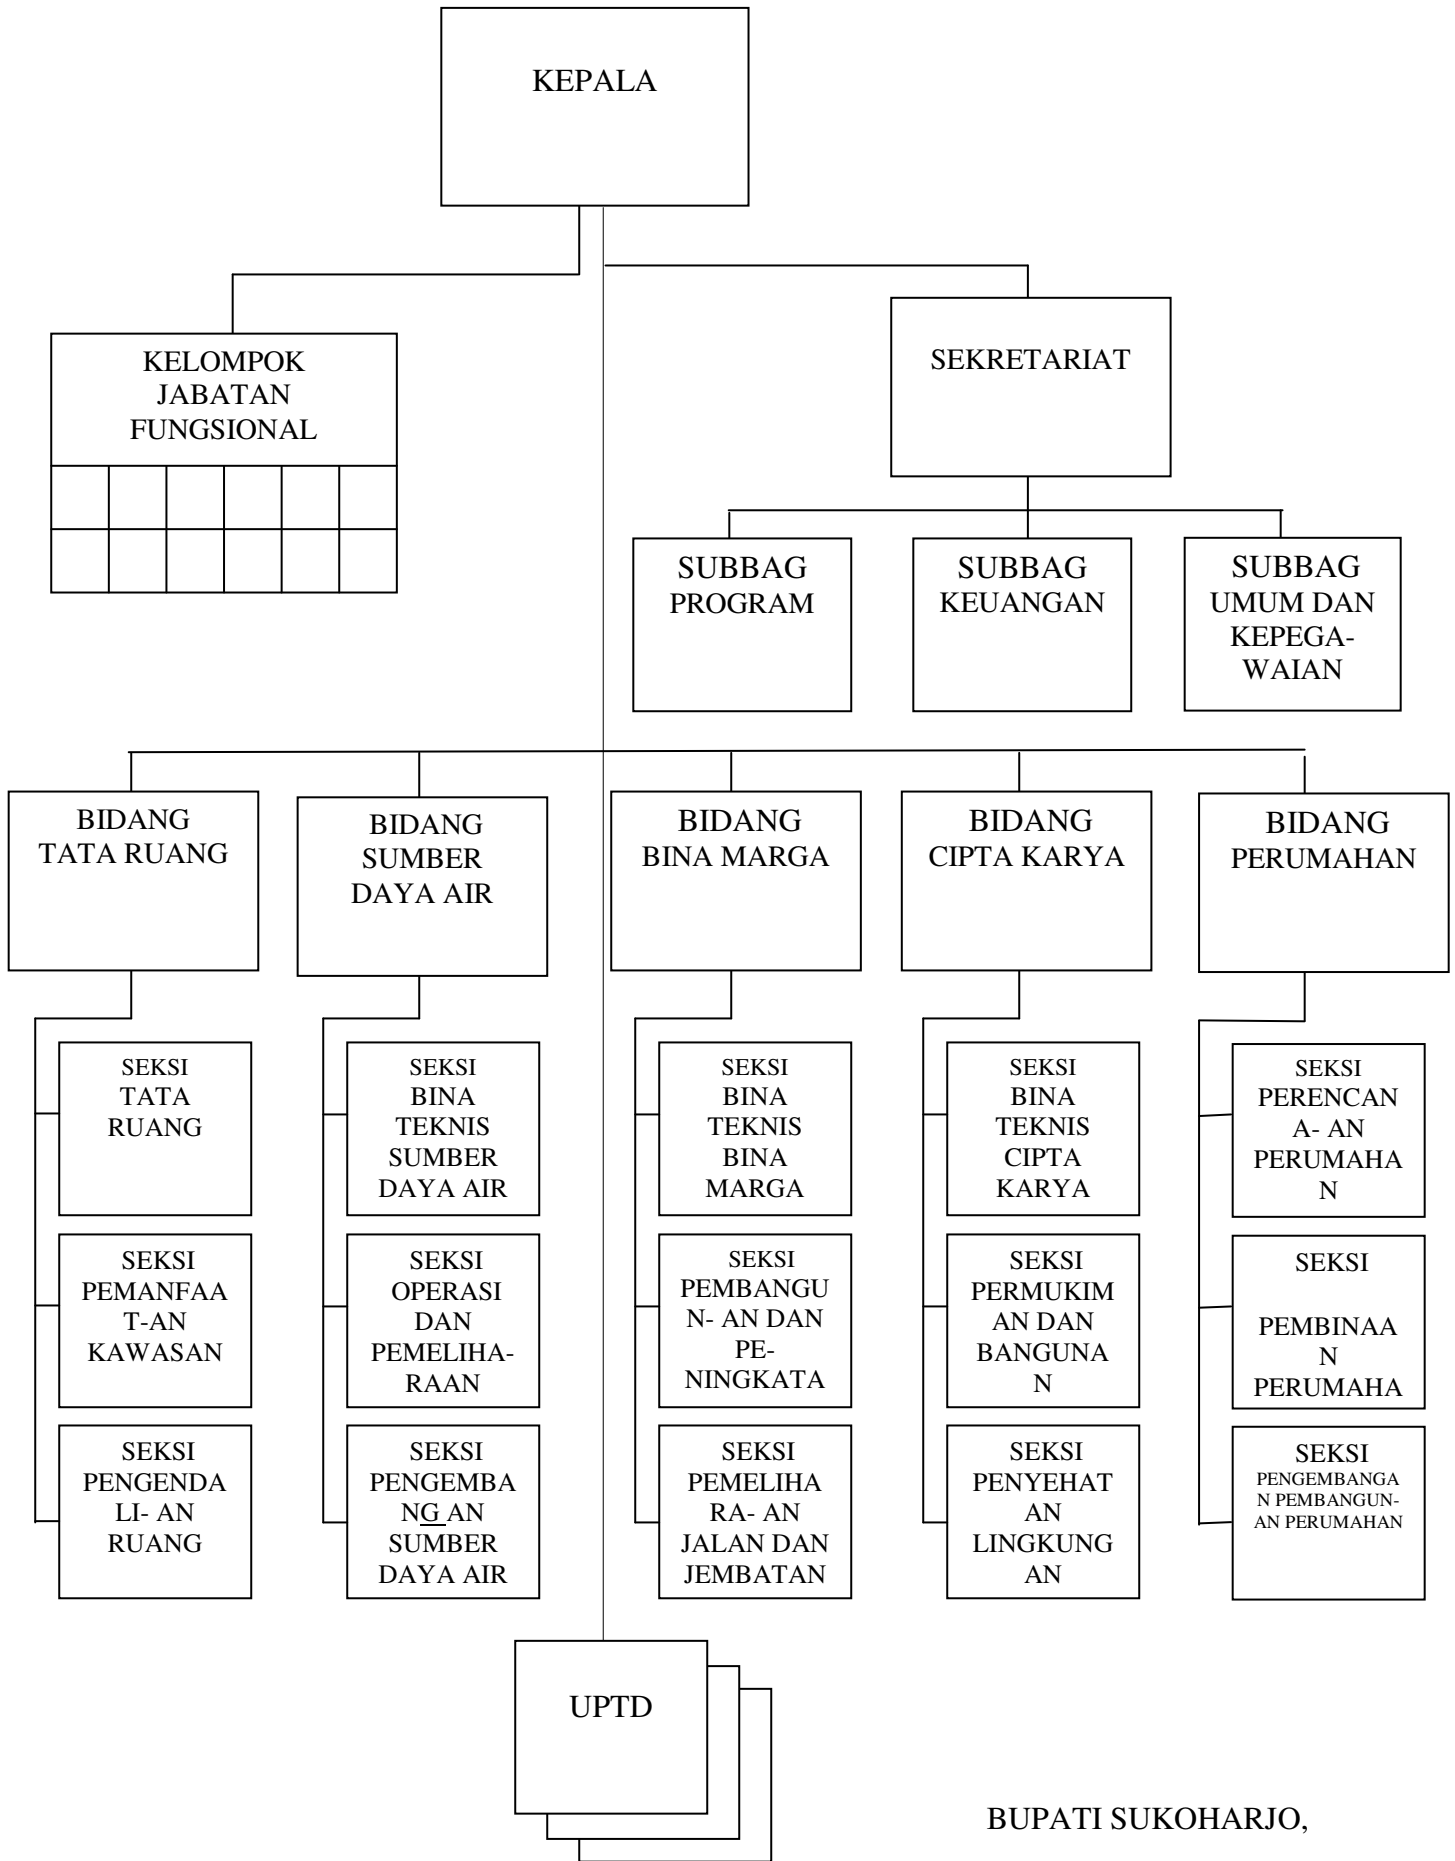 KEPALA
KELOMPOK
JABATAN
FUNGSIONAL
SEKRETARIAT
SUBBAG
PROGRAM
SUBBAG
KEUANGAN
SUBBAG
UMUM DAN
KEPEGA-
WAIAN
BIDANG
TATA RUANG
BIDANG
SUMBER
DAYA AIR
BIDANG
BINA MARGA
BIDANG
CIPTA KARYA
BIDANG
PERUMAHAN
SEKSI
TATA
RUANG
SEKSI
BINA
TEKNIS
SUMBER
DAYA AIR
SEKSI
BINA
TEKNIS
BINA
MARGA
SEKSI
BINA
TEKNIS
CIPTA
KARYA
SEKSI
PERENCAN
A- AN
PERUMAHA
N
SEKSI
PEMANFAA
T-AN
KAWASAN
SEKSI
OPERASI
DAN
PEMELIHA-
RAAN
SEKSI
PEMBANGU
N- AN DAN
PE-
NINGKATA
SEKSI
PERMUKIM
AN DAN
BANGUNA
N
SEKSI
PEMBINAA
N
PERUMAHA
SEKSI
PENGENDA
LI- AN
RUANG
SEKSI
PENGEMBA
NG AN
SUMBER
DAYA AIR
SEKSI
PEMELIHA
RA- AN
JALAN DAN
JEMBATAN
SEKSI
PENYEHAT
AN
LINGKUNG
AN
SEKSI
PENGEMBANGA
N PEMBANGUN-
AN PERUMAHAN
UPTD
BUPATI SUKOHARJO,